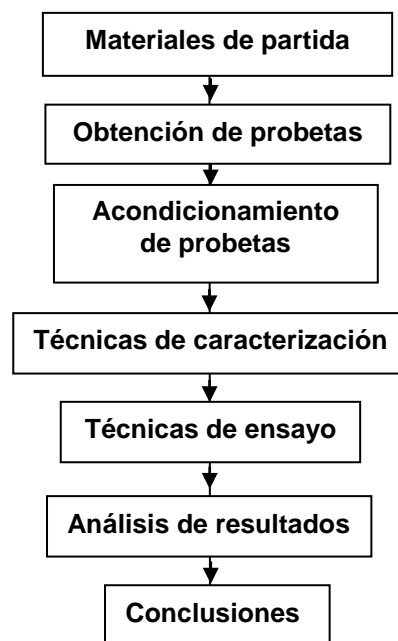 Materiales de partida
Obtención de probetas
Acondicionamiento
de probetas
Técnicas de caracterización
Técnicas de ensayo
Análisis de resultados
Conclusiones